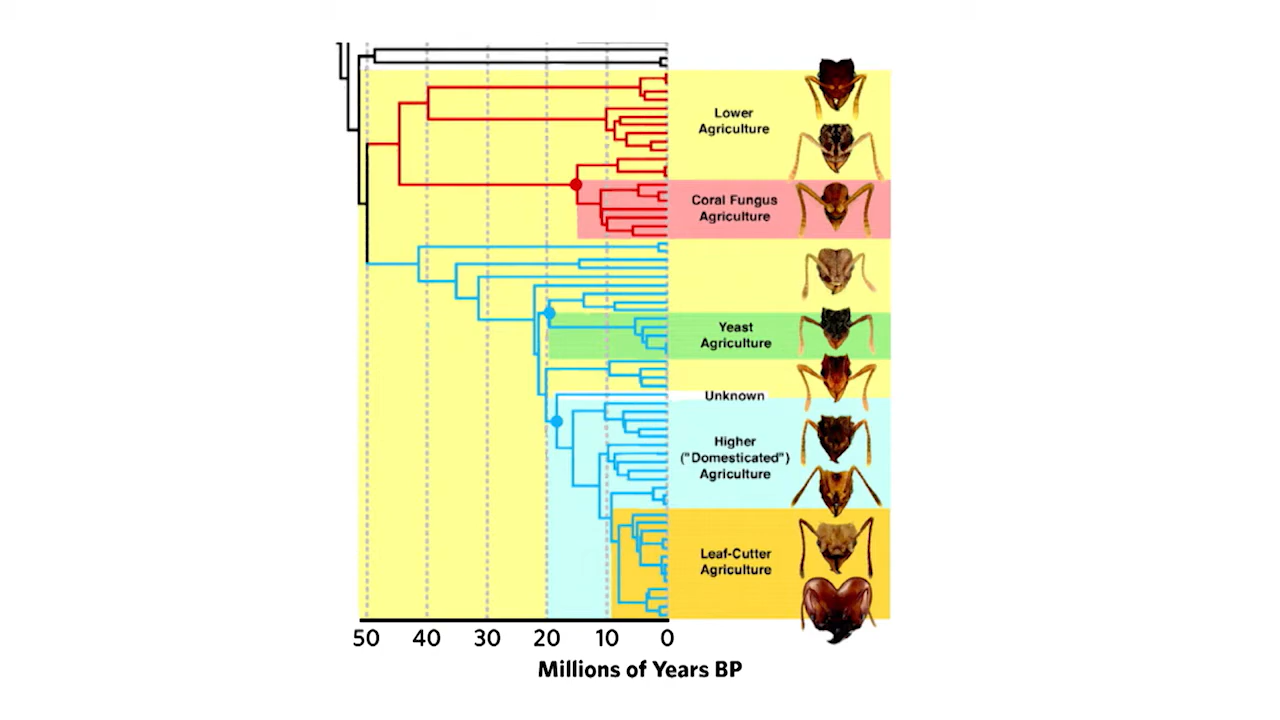 Lower
Agriculture
Coral Fungus
Agriculture
Yeast
Agriculture
Unknown
Higher
("Domesticated")
Agriculture
Leaf-Cutter
Agriculture
50 40 30 20 10 0
Millions of Years BP